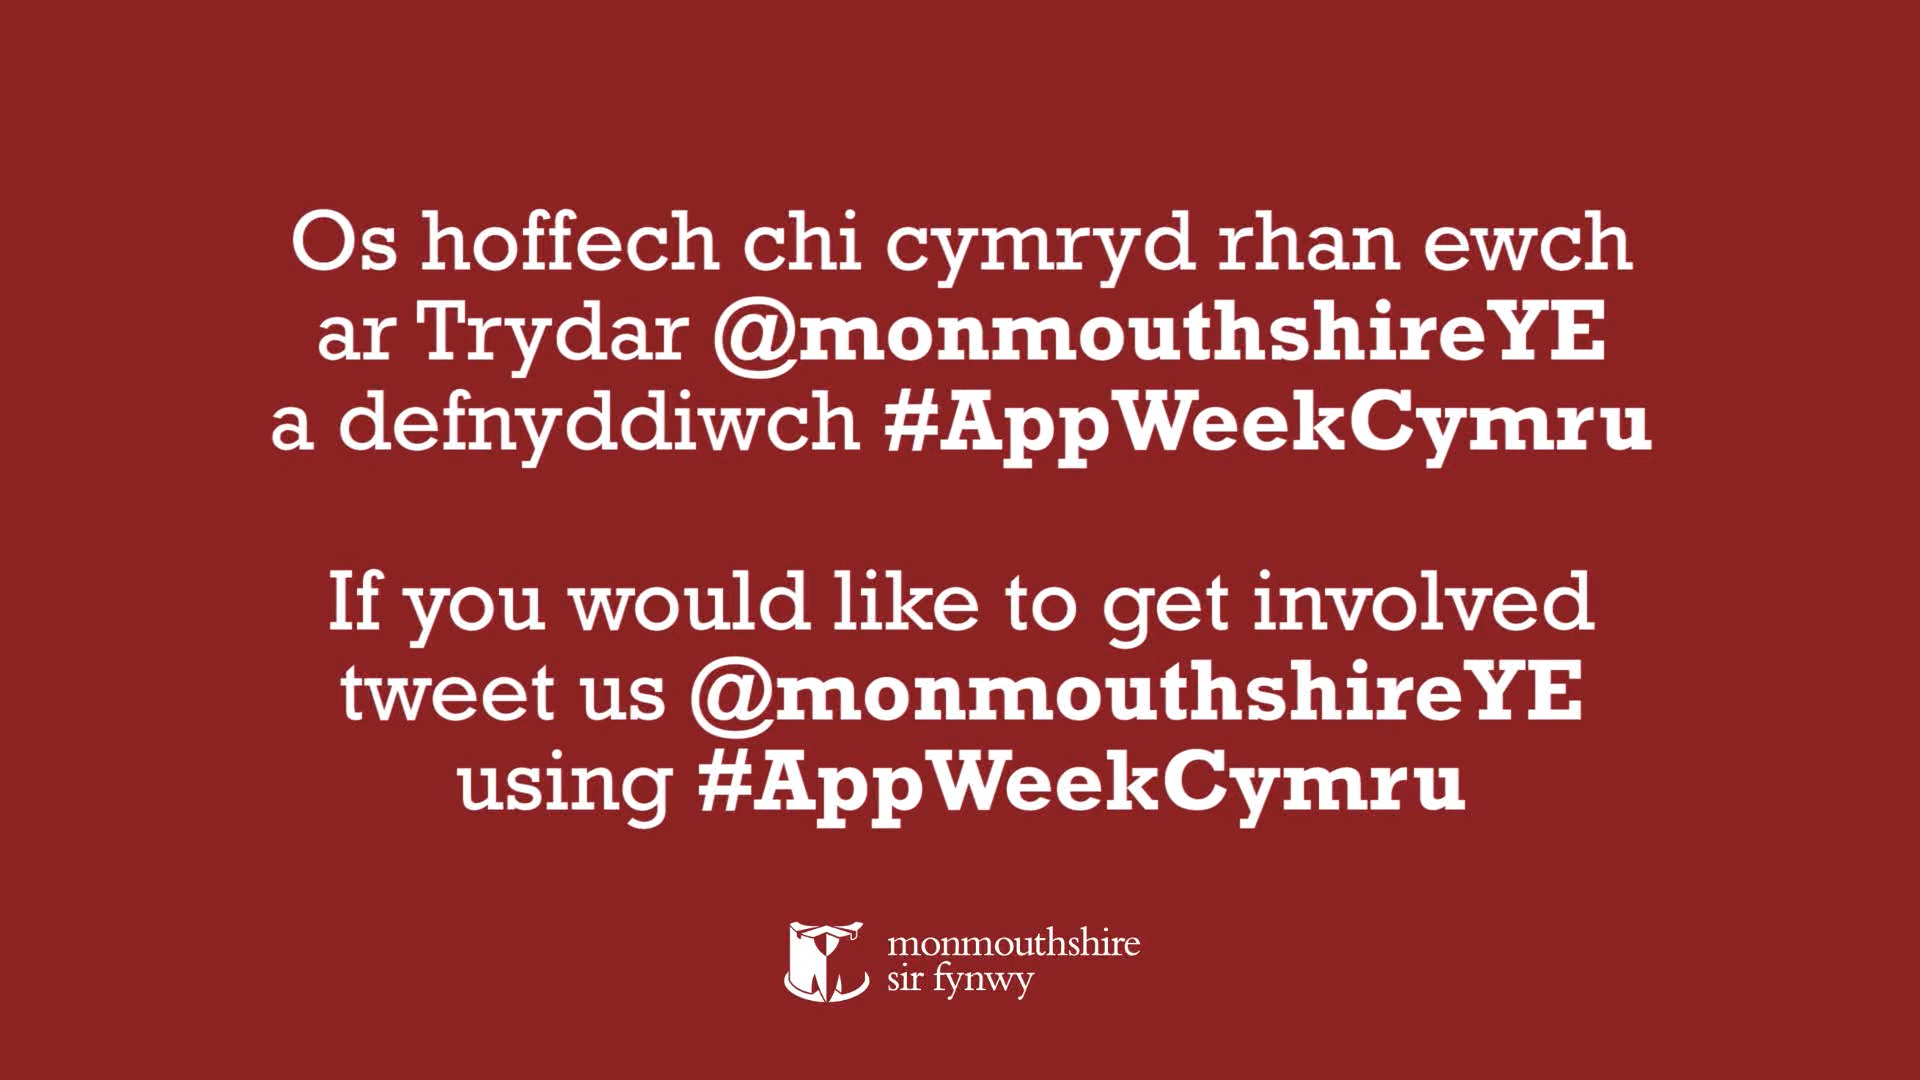 Os hoffech chi cymryd rhan ewch
ar Trydar @monmouthshireYE
a defnyddiwch #AppWeekCymru
If you would like to get involved
tweet us @monmouthshireYE
using #AppWeekCymru
monmouthshire
sir fynwy